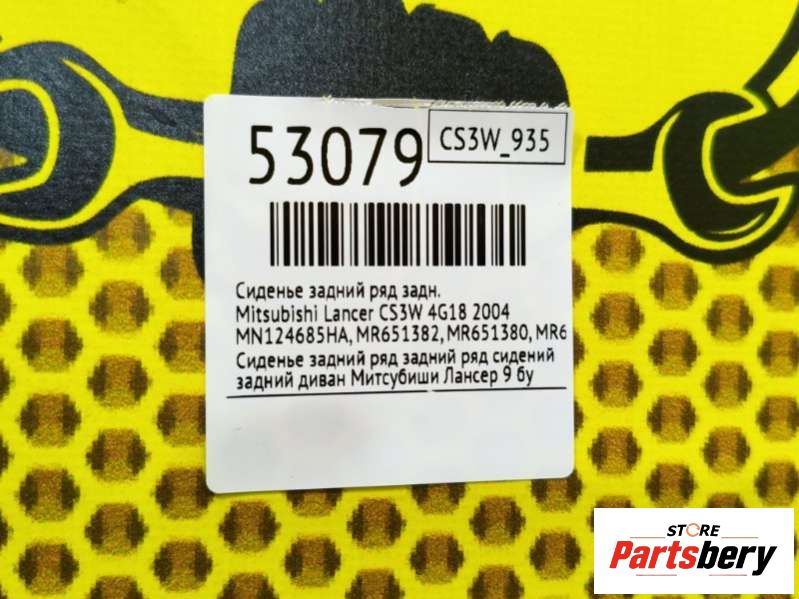 53079
CS3W_935
Сиденье задний ряд задн.
Mitsubishi Lancer CS3W 4G18 2004
MN124685HA, MR651382, MR651380, MR6
Сиденье задний ряд задний ряд сидений
задний диван Митсубиши Лансер 9 бу
STORE
Partsbery